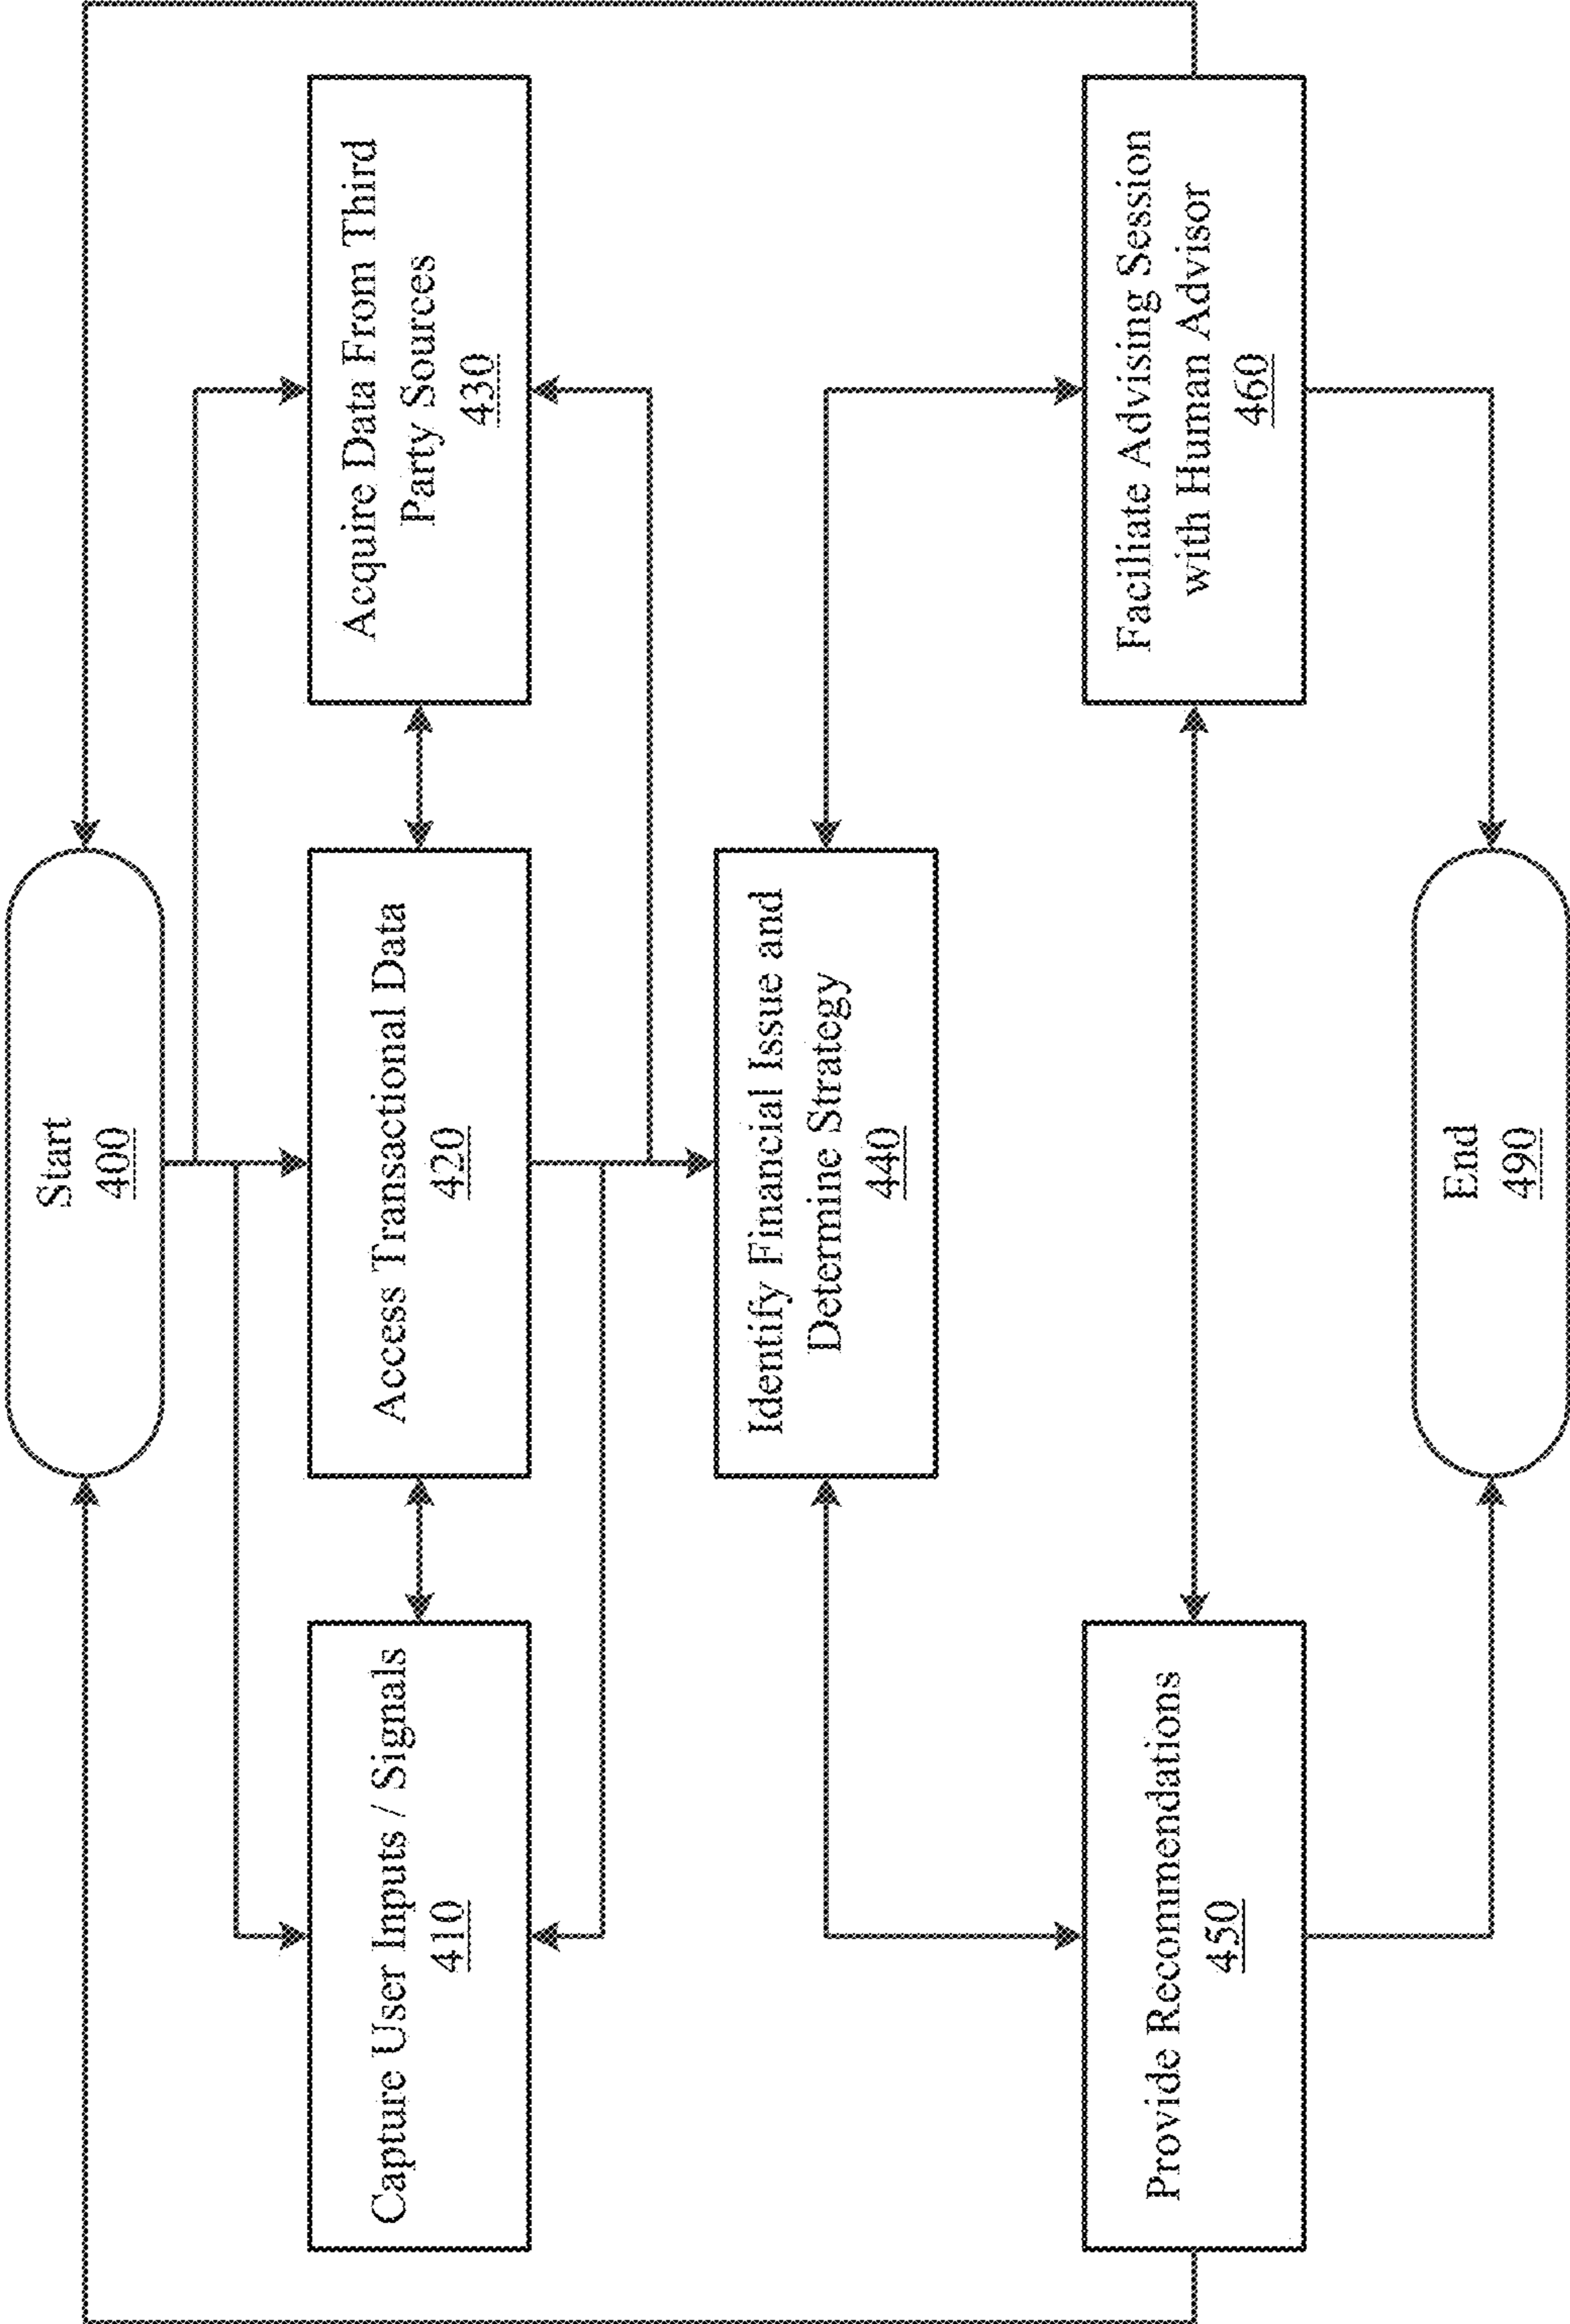 Start
400
Capture User Inputs / Signals
410
Access Transactional Data
420
Acquire Data From Third
Party Sources
430
Identify Financial Issue and
Determine Strategy
440
Provide Recommendations
450
Faciliate Advising Session
with Human Advisor
460
End
490